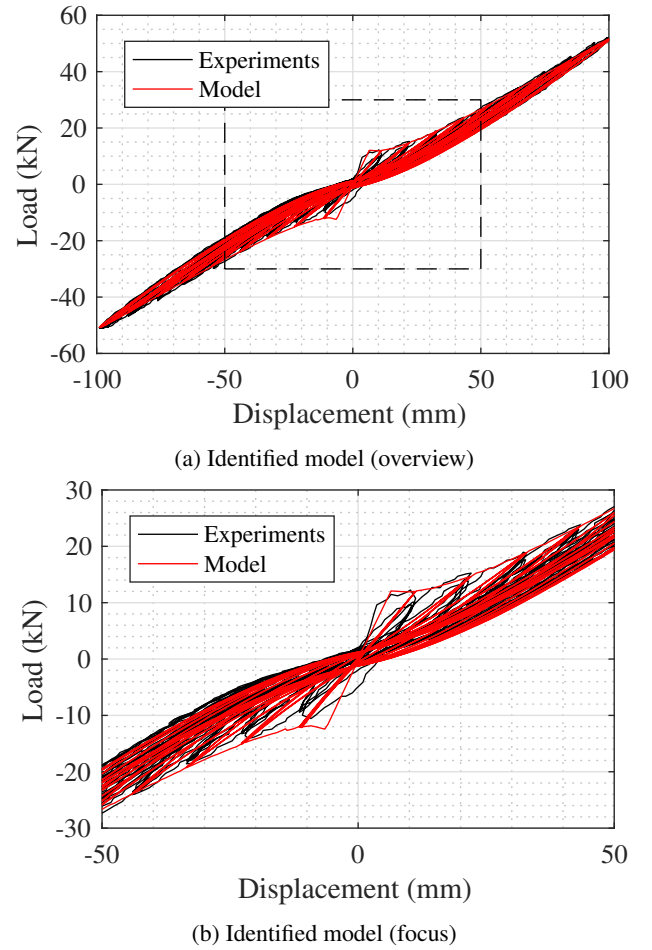 60
40
20
0
-20
-40
-60
Load (kN)
Experiments
Model
-100
-50
0
50
100
Displacement (mm)
(a) Identified model (overview)
30
20
10
0
-10
-20
-30
Load (kN)
Experiments
Model
-50
0
50
Displacement (mm)
(b) Identified model (focus)